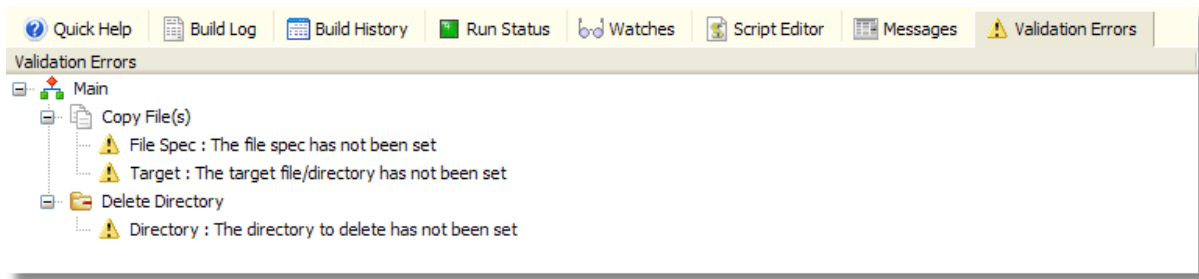 Quick Help Build Log Build History Run Status Watches Script Editor Messages Validation Errors
Validation Errors
Main
Copy File(s)
File Spec : The file spec has not been set
Target : The target file/directory has not been set
Delete Directory
Directory : The directory to delete has not been set